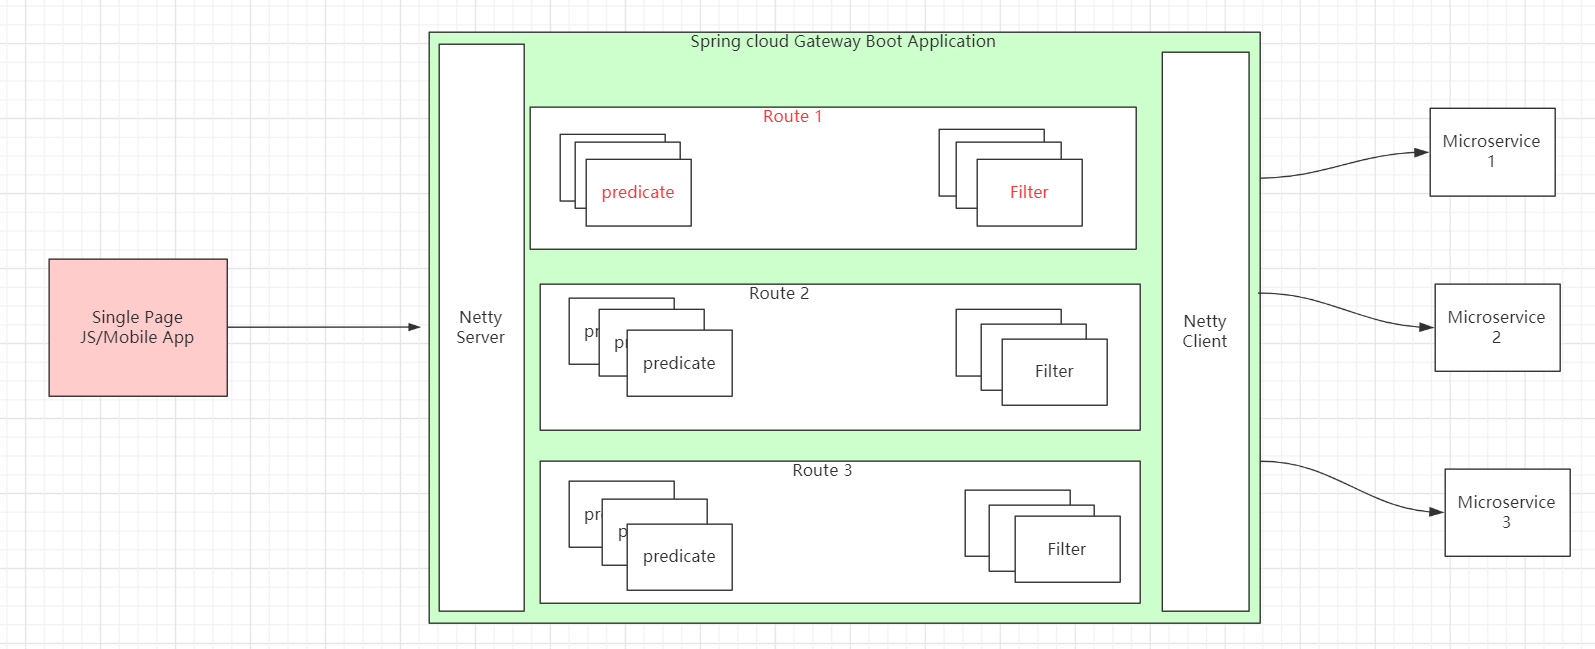 Spring cloud Gateway Boot Application
Single Page
JS/Mobile App
Netty
Server
Route 1
predicate
Filter
Route 2
pr
p
predicate
Filter
Route 3
pr
p
predicate
Filter
Netty
Client
Microservice
1
Microservice
2
Microservice
3